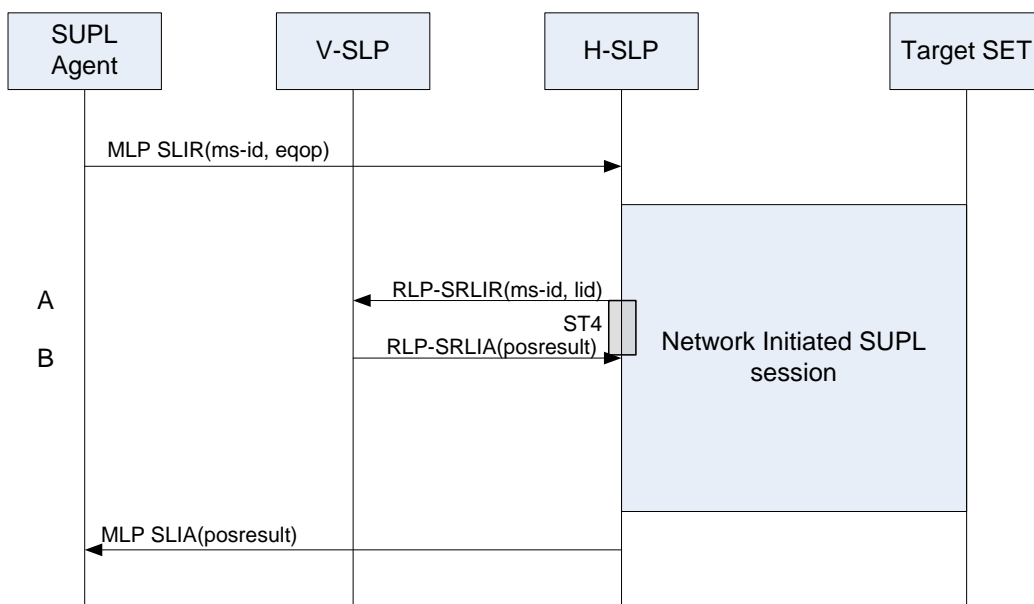 SUPL
Agent
V-SLP
H-SLP
Target SET
MLP SLIR(ms-id, eqop)
A
RLP-SRLIR(ms-id, lid)
ST4
B
RLP-SRLIA(posresult)
Network Initiated SUPL
session
MLP SLIA(posresult)